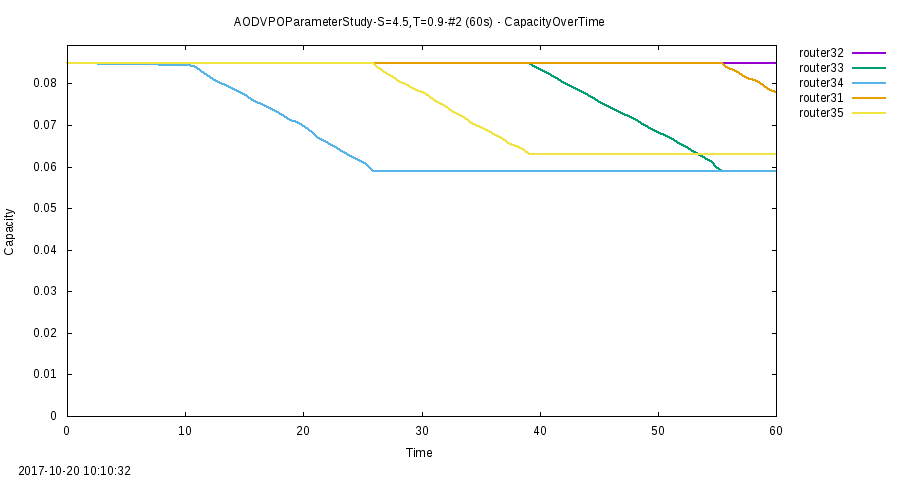 AODVPOParameterStudy-S=4.5,T=0.9-#2 (60s) - CapacityOverTime
router32
router33
router34
router31
router35
0.08
0.07
0.06
0.05
0.04
0.03
0.02
0.01
0
Capacity
0 10 20 30 40 50 60
Time
2017-10-20 10:10:32